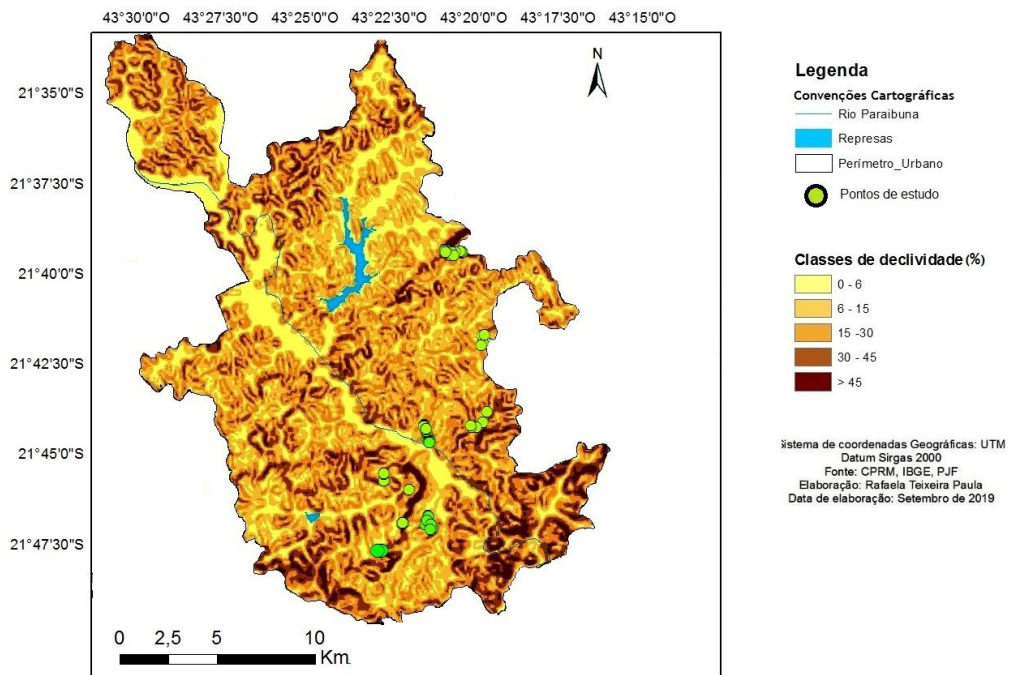 43°30'0"O 43°27'30"O 43°25'0"O 43°22'30"O 43°20'0"O 43°17'30"O 43°15'0"O
21°35'0"S
21°37'30"S
21°40'0"S
21°42'30"S
21°45'0"S
21°47'30"S
N
0 2,5 5 10
Km
Legenda
Convenções Cartográficas
Rio Paraibuna
Represas
Perímetro_Urbano
Pontos de estudo
Classes de declividade (%)
0 - 6
6 - 15
15 -30
30 - 45
> 45
Sistema de coordenadas Geográficas: UTM
Datum Sirgas 2000
Fonte: CPRM, IBGE, PJF
Elaboração: Rafaela Teixeira Paula
Data de elaboração: Setembro de 2019